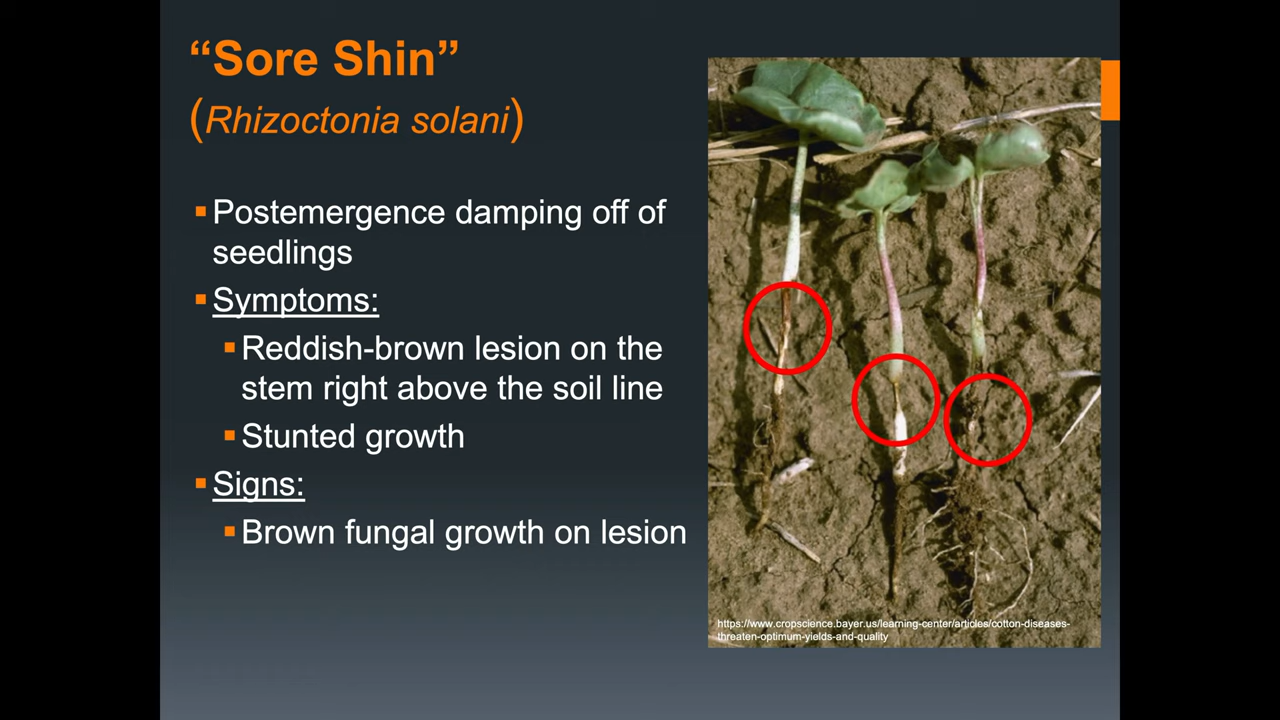 “Sore Shin”
(Rhizoctonia solani)
Postemergence damping off of
seedlings
Symptoms:
Reddish-brown lesion on the
stem right above the soil line
Stunted growth
Signs:
Brown fungal growth on lesion
https://www.cropscience.bayer.us/learning-center/articles/cotton-diseases-
threaten-optimum-yields-and-quality